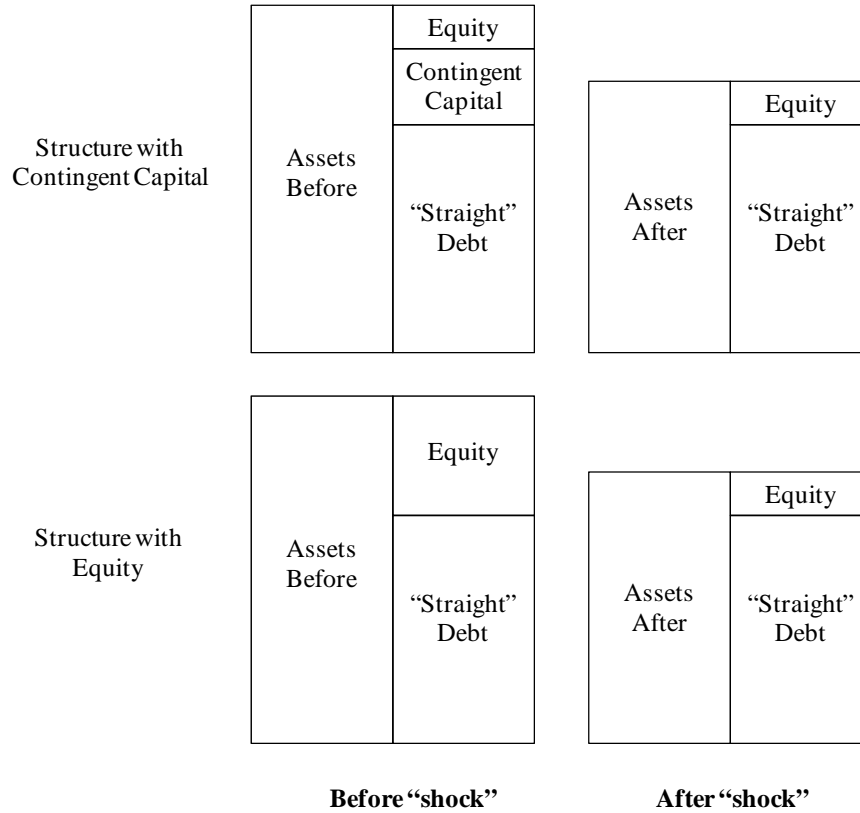 Structure with
Contingent Capital
Assets
Before
Equity
Contingent
Capital
“Straight”
Debt
Assets
After
Equity
“Straight”
Debt
Structure with
Equity
Assets
Before
Equity
“Straight”
Debt
Assets
After
Equity
“Straight”
Debt
Before “shock”
After “shock”